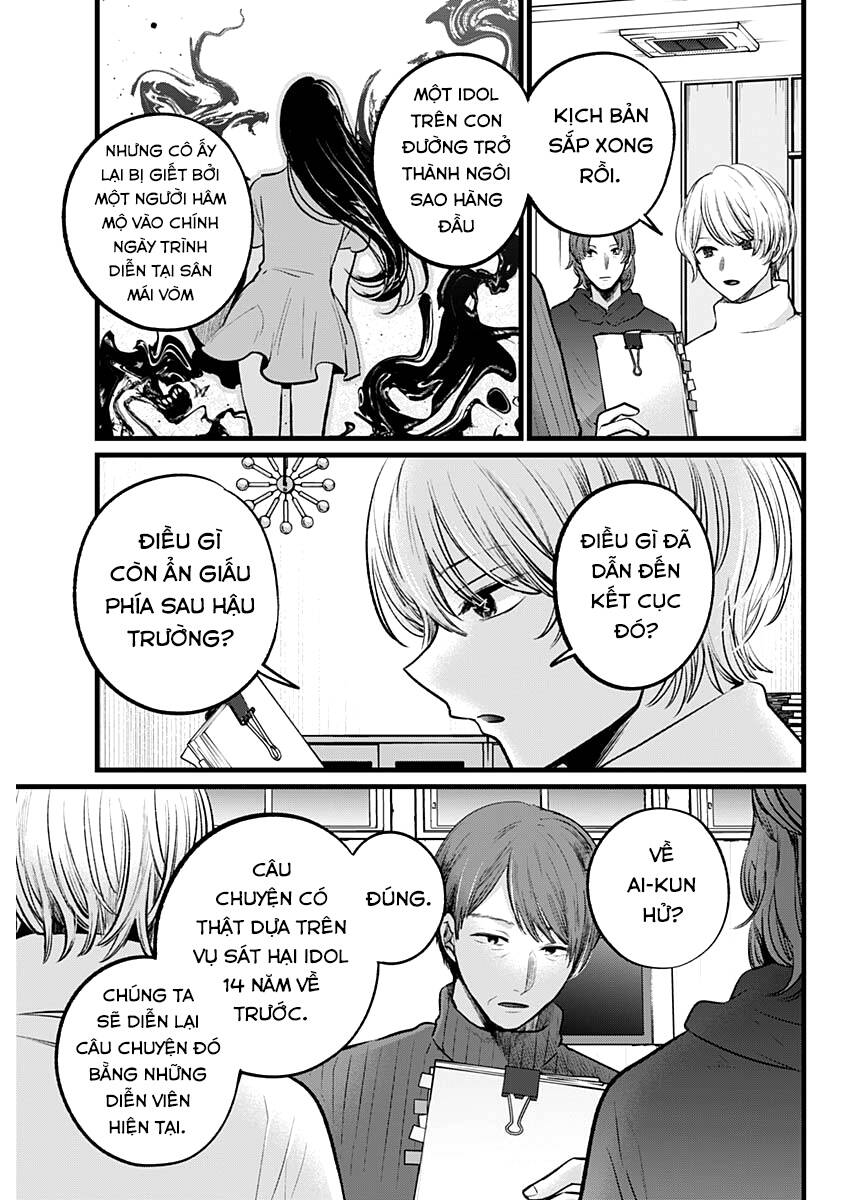 KỊCH BẢN
SẮP XONG
RỒI.
MỘT IDOL
TRÊN CON
ĐƯỜNG TRỞ
THÀNH NGÔI
SAO HÀNG
ĐẦU
NHƯNG CÔ ẤY
LẠI BỊ GIẾT BỞI
MỘT NGƯỜI HÂM
MỘ VÀO CHÍNH
NGÀY TRÌNH
DIỄN TẠI SÂN
MÁI VÒM
ĐIỀU GÌ ĐÃ
DẪN ĐẾN
KẾT CỤC
ĐÓ?
ĐIỀU GÌ
CÒN ẨN GIẤU
PHÍA SAU HẬU
TRƯỜNG?
VỀ
AI-KUN
HỬ?
ĐÚNG.
CÂU
CHUYỆN CÓ
THẬT DỰA TRÊN
VỤ SÁT HẠI IDOL
14 NĂM VỀ
TRƯỚC.
CHÚNG TA
SẼ DIỄN LẠI
CÂU CHUYỆN ĐÓ
BẰNG NHỮNG
DIỄN VIÊN
HIỆN TẠI.